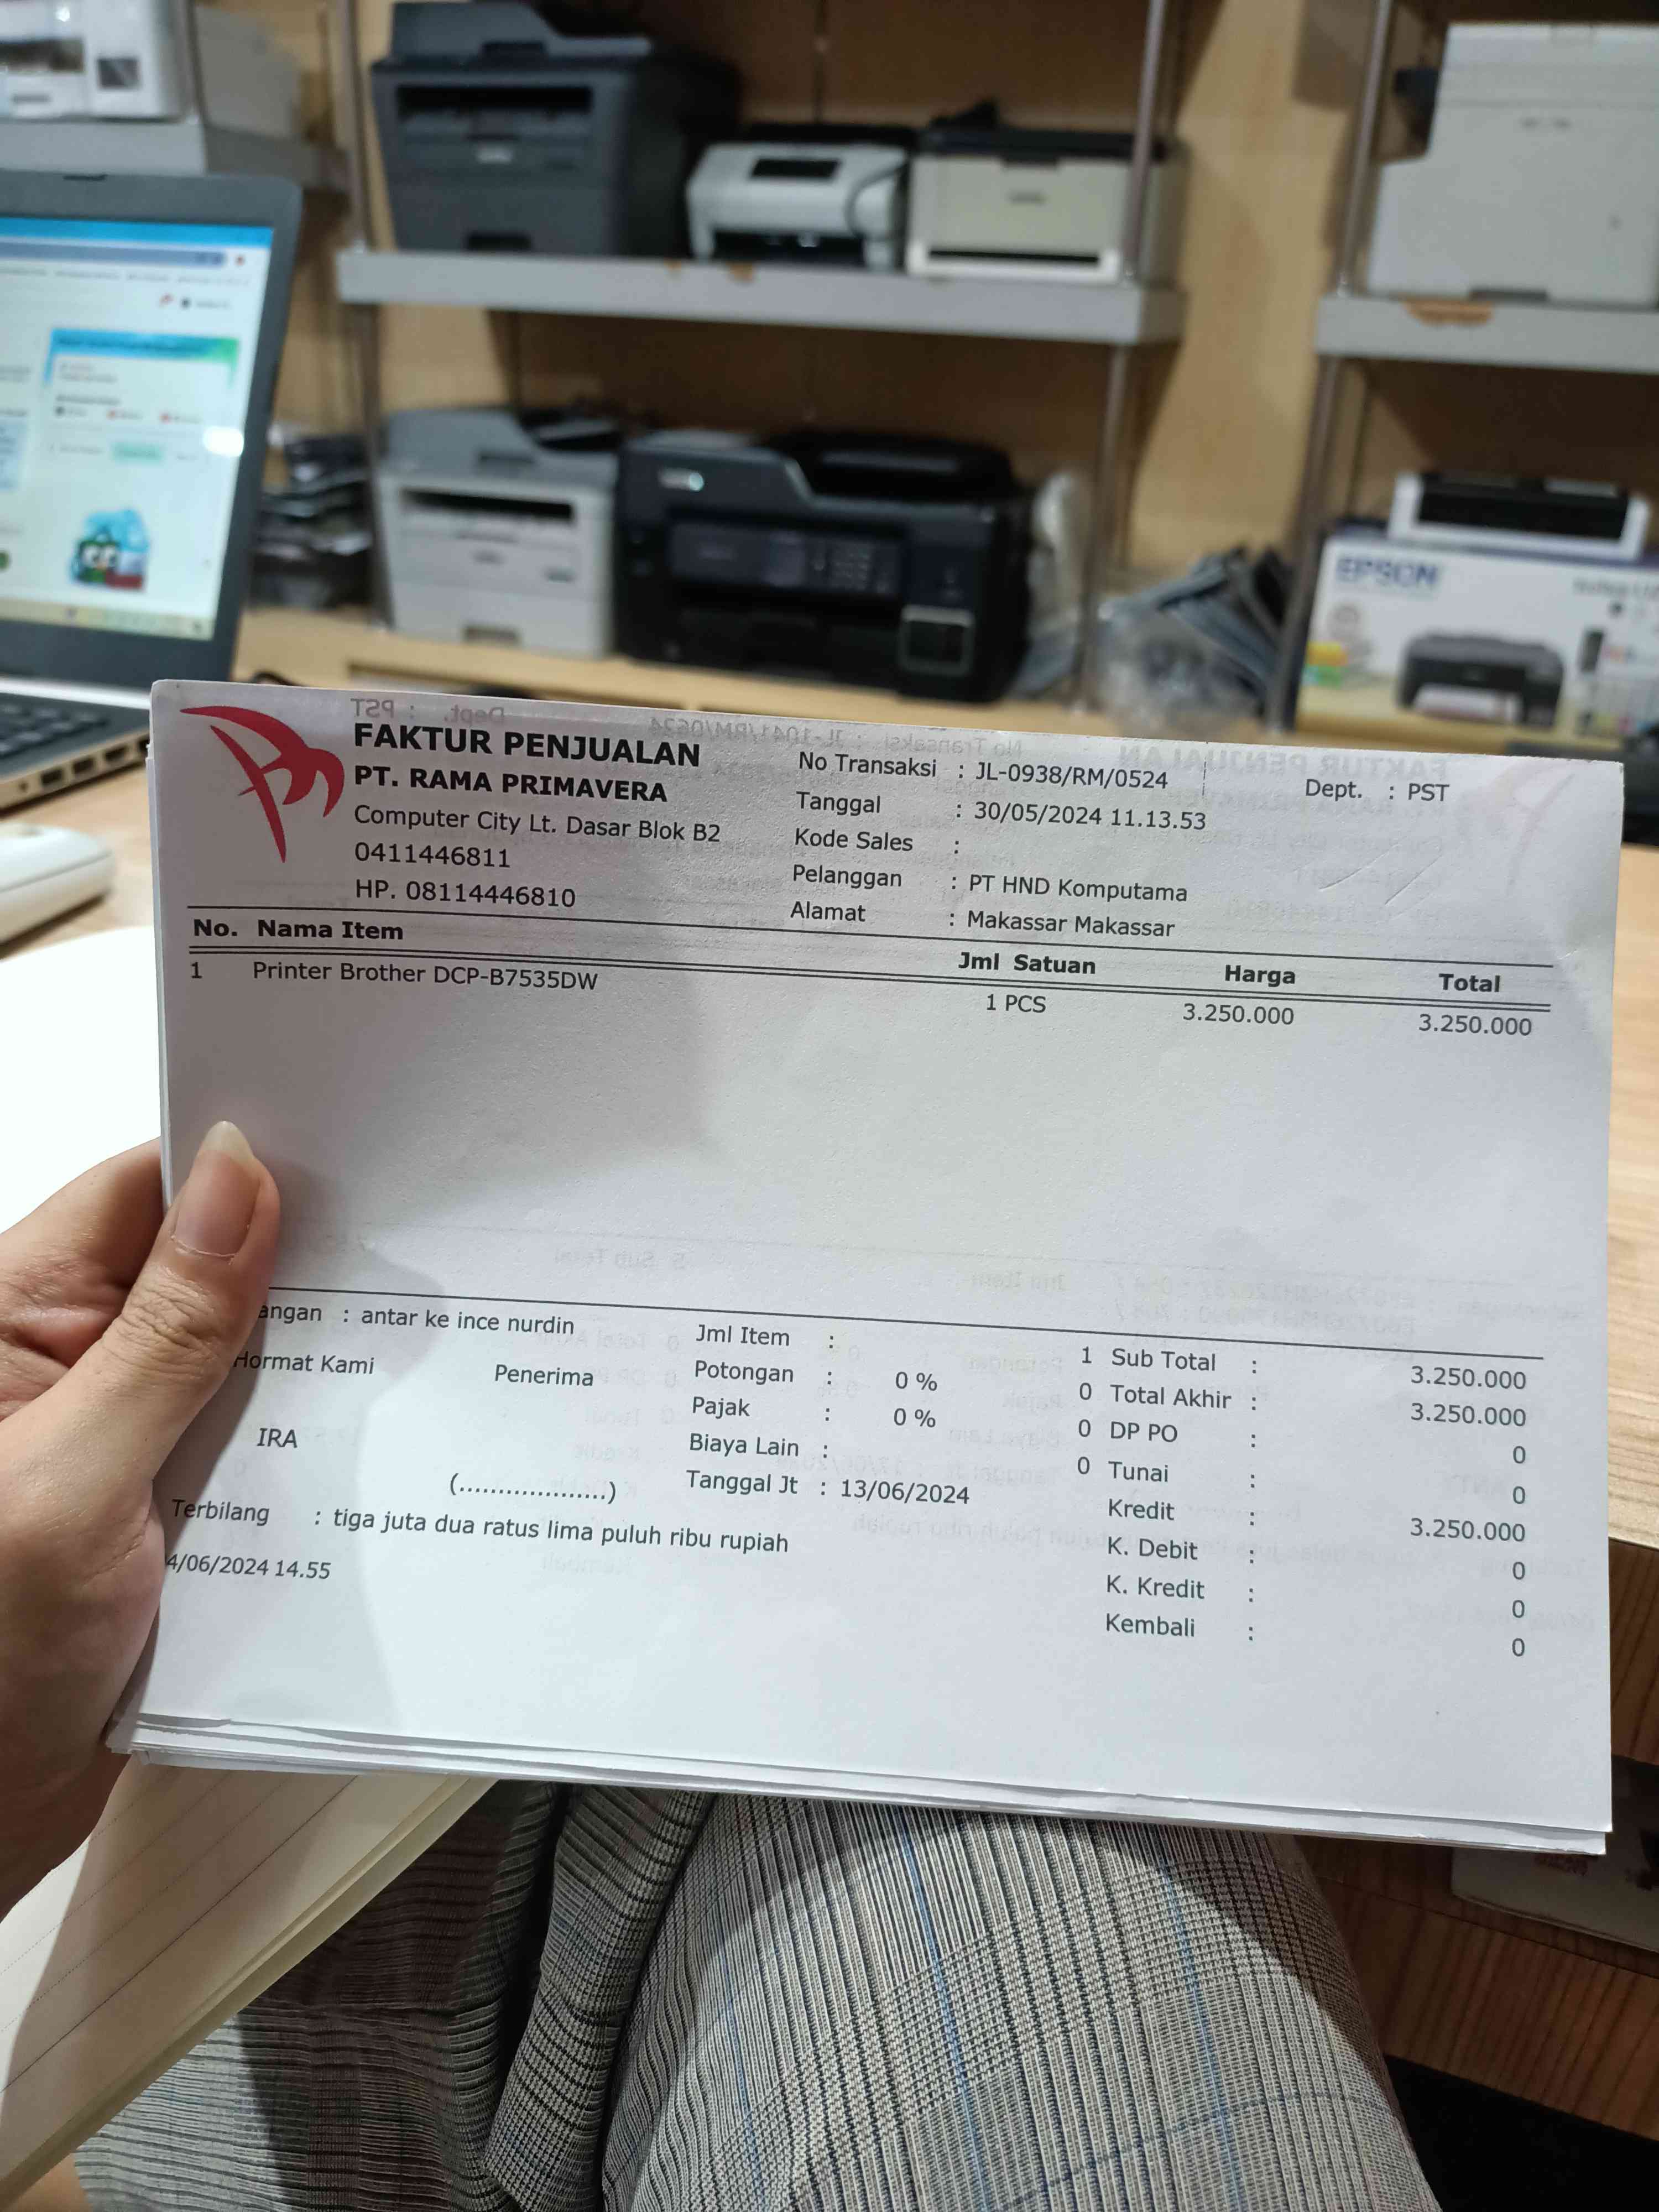 EPSON
FAKTUR PENJUALAN
PT. RAMA PRIMAVERA
Computer City Lt. Dasar Blok B2
0411446811
HP. 08114446810
No Transaksi : JL-0938/RM/0524
Dept. : PST
Tanggal : 30/05/2024 11.13.53
Kode Sales :
Pelanggan : PT HND Komputama
Alamat : Makassar Makassar
No. Nama Item Jml Satuan Harga Total
1 Printer Brother DCP-B7535DW 1 PCS 3.250.000 3.250.000
angan : antar ke ince nurdin
Hormat Kami Penerima
IRA
(...................)
Jml Item : 1
Potongan : 0 % 0
Pajak : 0 % 0
Biaya Lain : 0
Tanggal Jt : 13/06/2024
Sub Total : 3.250.000
Total Akhir : 3.250.000
DP PO : 0
Tunai : 0
Kredit : 3.250.000
K. Debit : 0
K. Kredit : 0
Kembali : 0
Terbilang : tiga juta dua ratus lima puluh ribu rupiah
4/06/2024 14.55